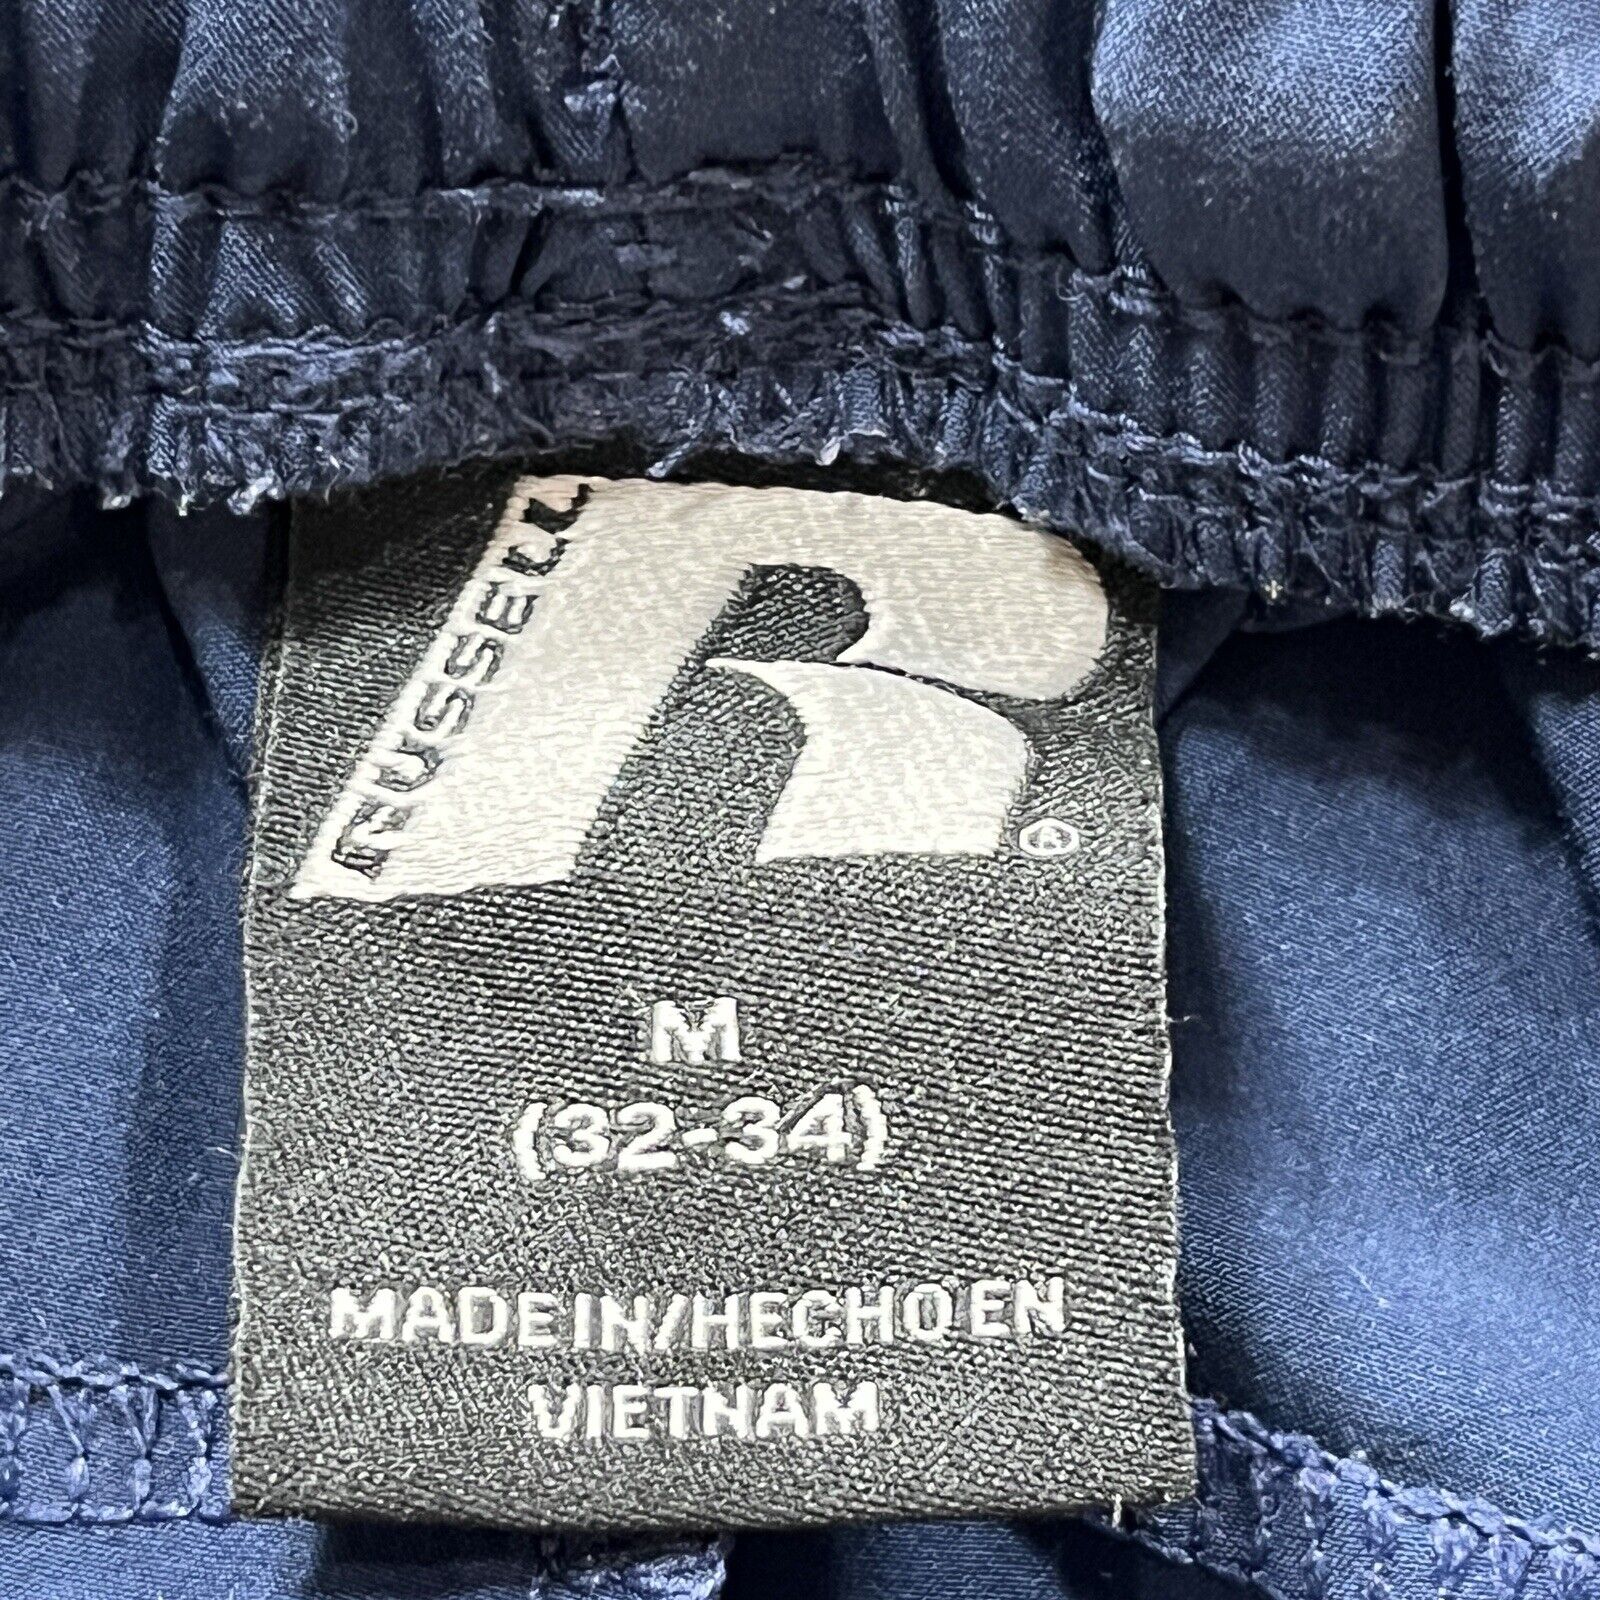 RUSSELL
R
®
M
(32-34)
MADE IN/HECHO EN
VIETNAM